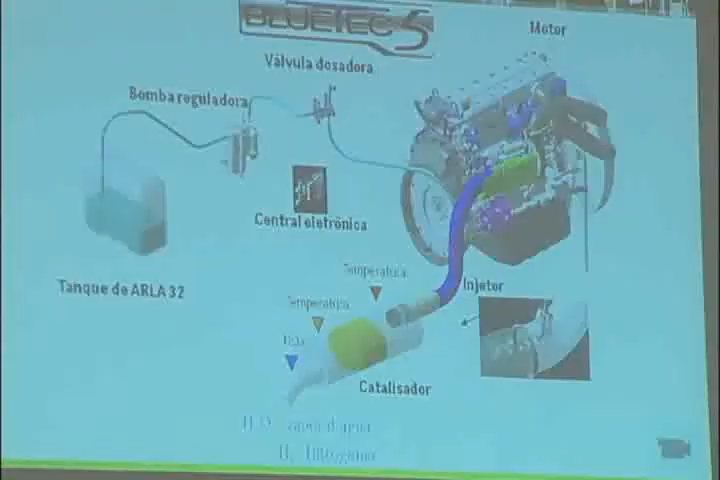 BLUETEC 5
Motor
Válvula dosadora
Bomba reguladora
Central eletrônica
Tanque de ARLA 32
Temperatura
Injetor
Temperatura
Catalisador